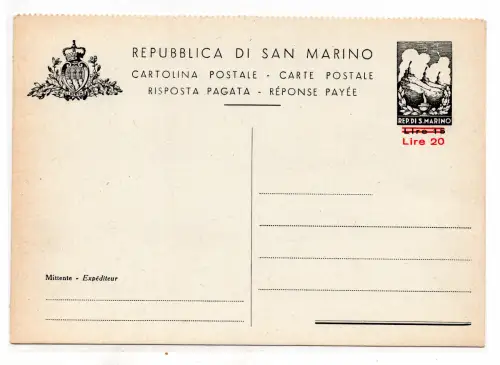 REPUBBLICA DI SAN MARINO
CARTOLINA POSTALE - CARTE POSTALE
RISPOSTA PAGATA - RÉPONSE PAYÉE
REP. DI S. MARINO
Lire 15
Lire 20
Mittente - Expéditeur